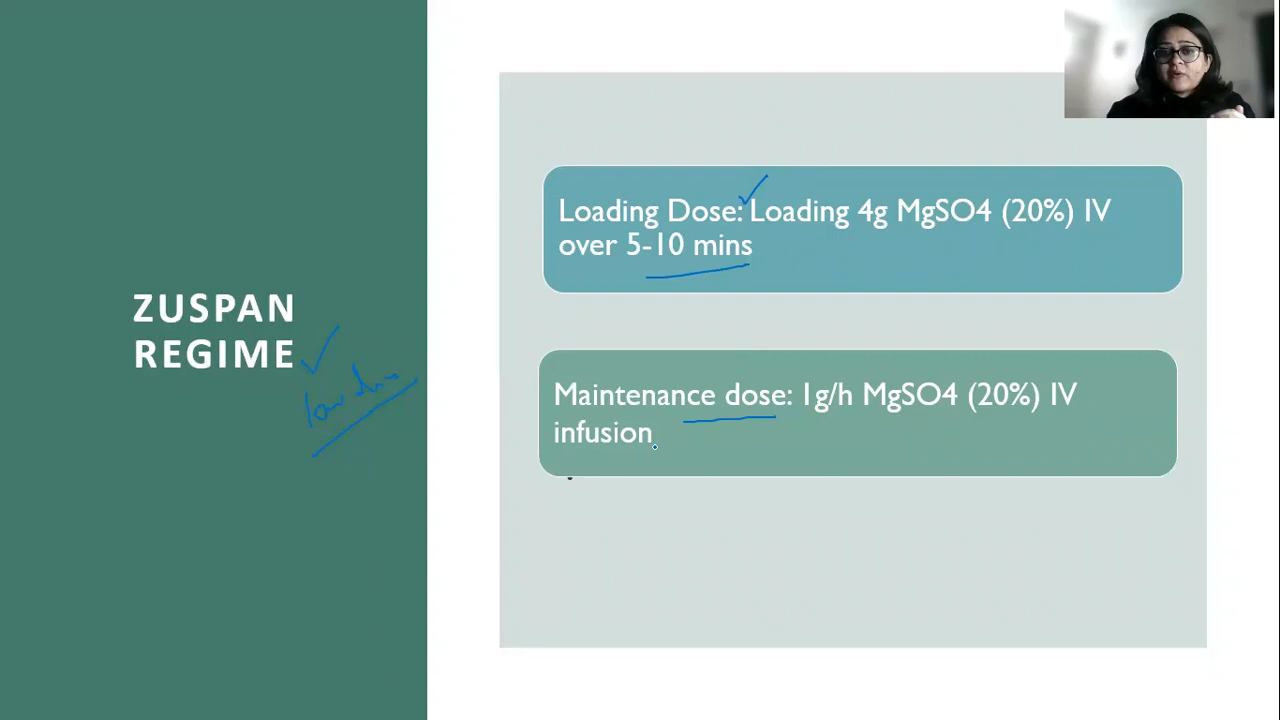 ZUSPAN
REGIME
low dose
Loading Dose: Loading 4g MgSO4 (20%) IV
over 5-10 mins
Maintenance dose: 1g/h MgSO4 (20%) IV
infusion